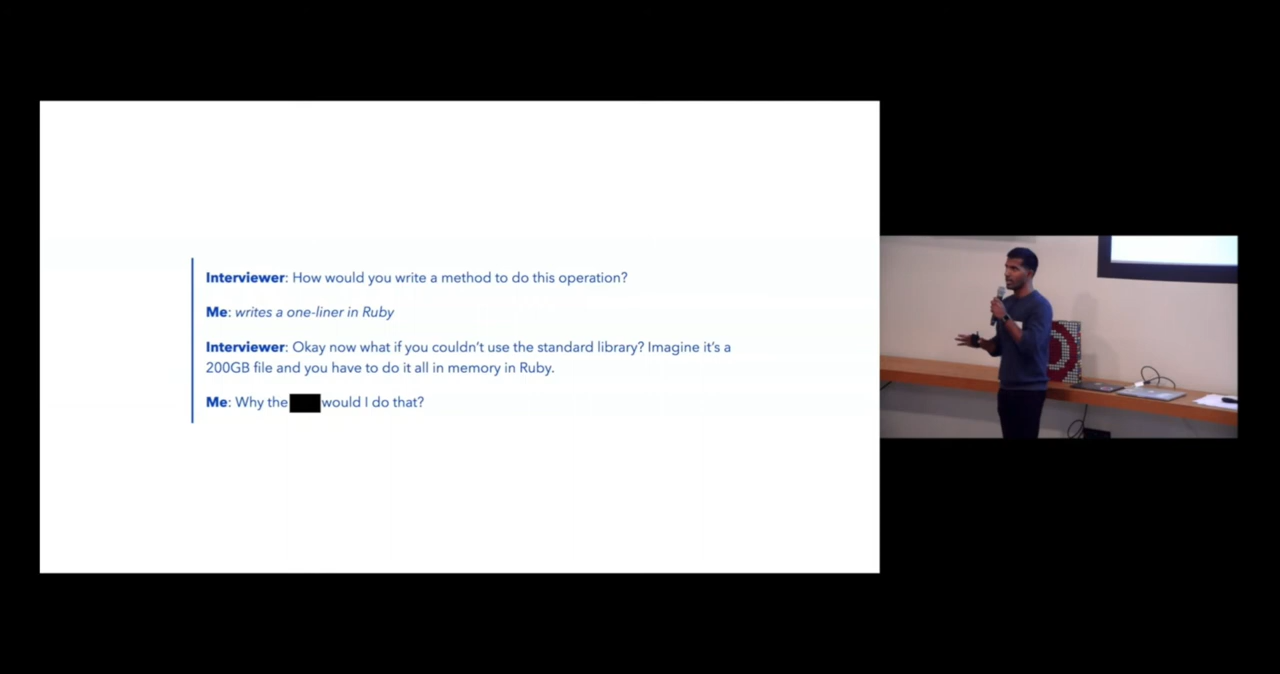 Interviewer: How would you write a method to do this operation?
Me: writes a one-liner in Ruby
Interviewer: Okay now what if you couldn't use the standard library? Imagine it's a
200GB file and you have to do it all in memory in Ruby.
Me: Why the would I do that?